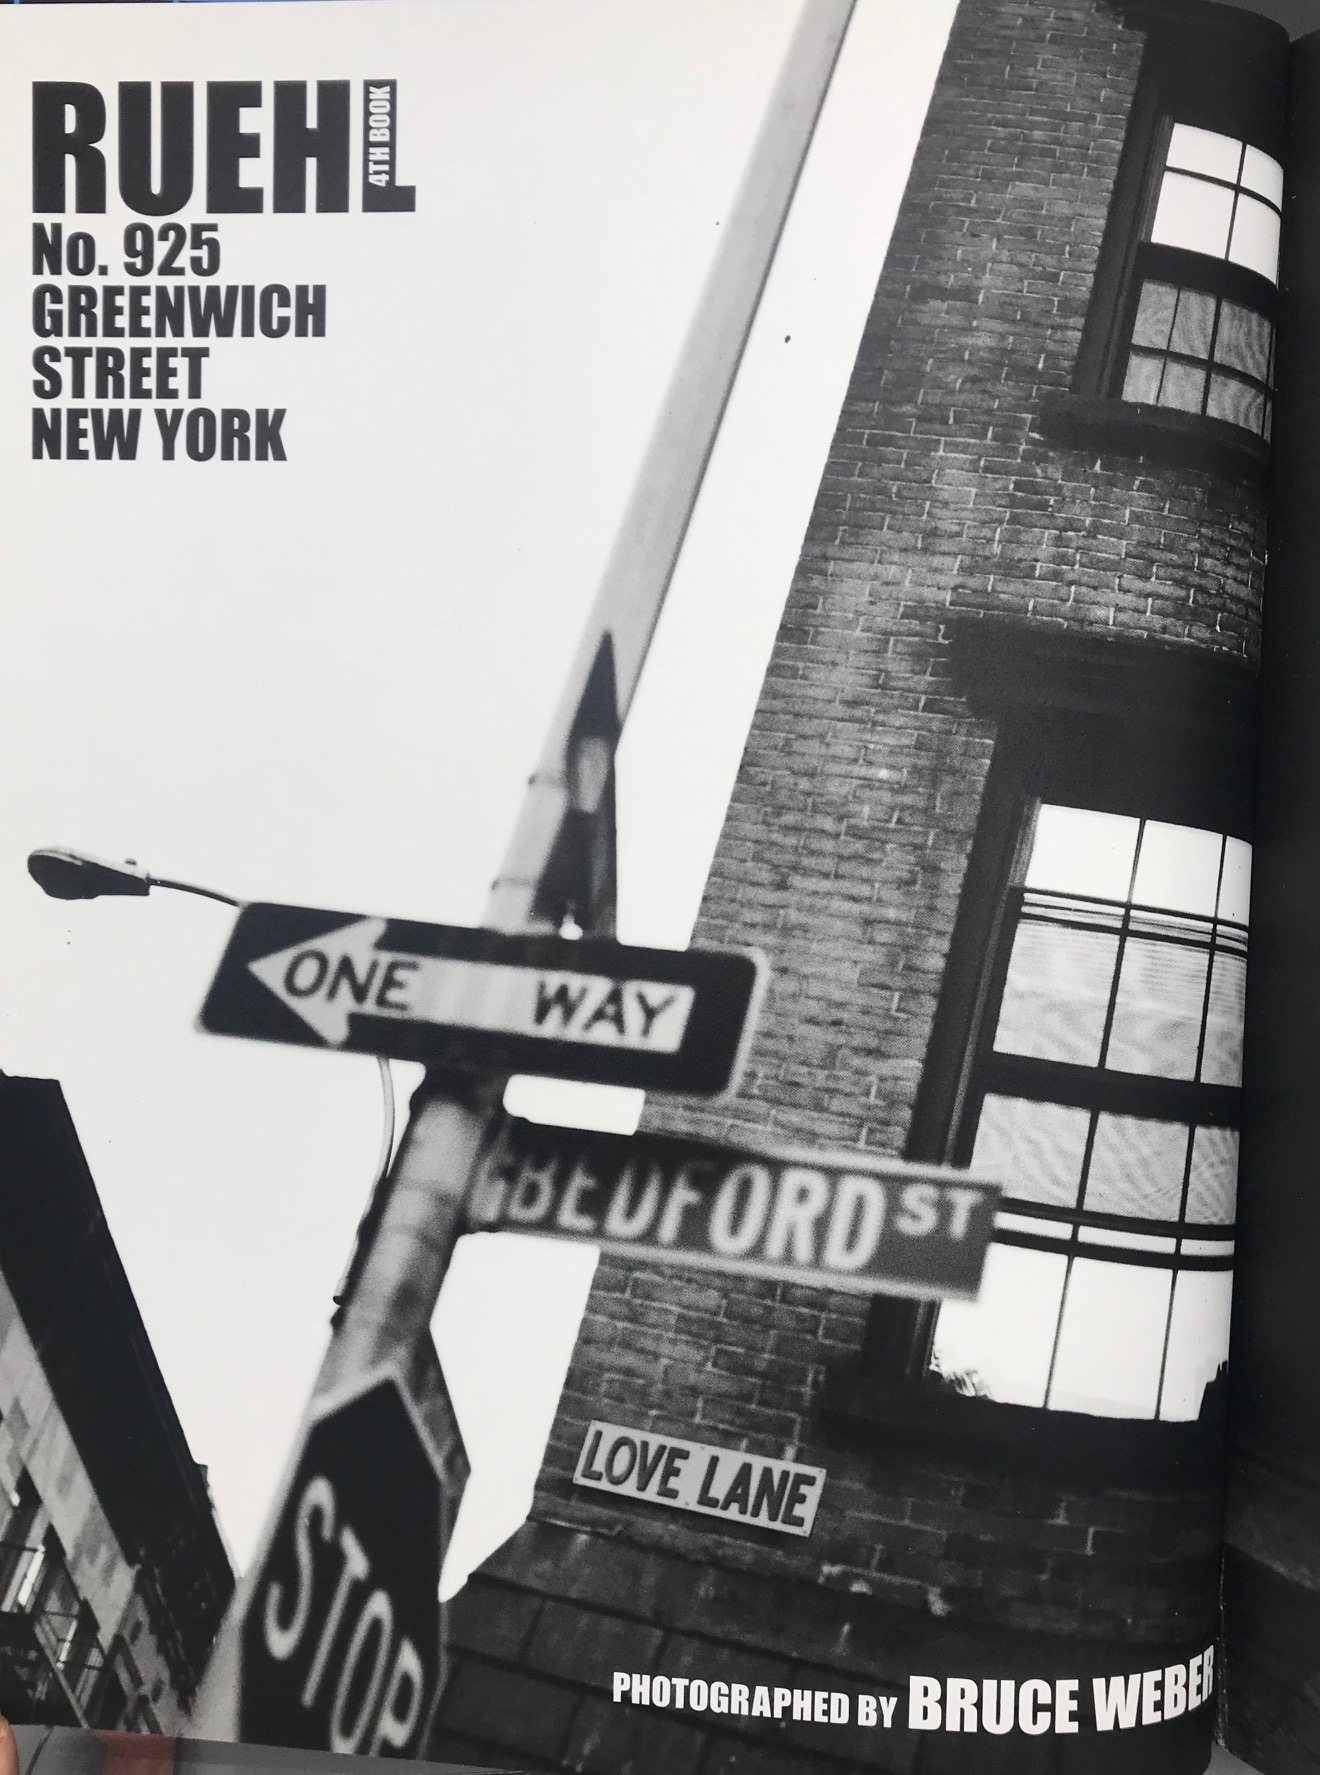 RUEHL
4TH BOOK
No. 925
GREENWICH
STREET
NEW YORK
ONE WAY
BEDFORD ST
LOVE LANE
STOP
PHOTOGRAPHED BY BRUCE WEBER